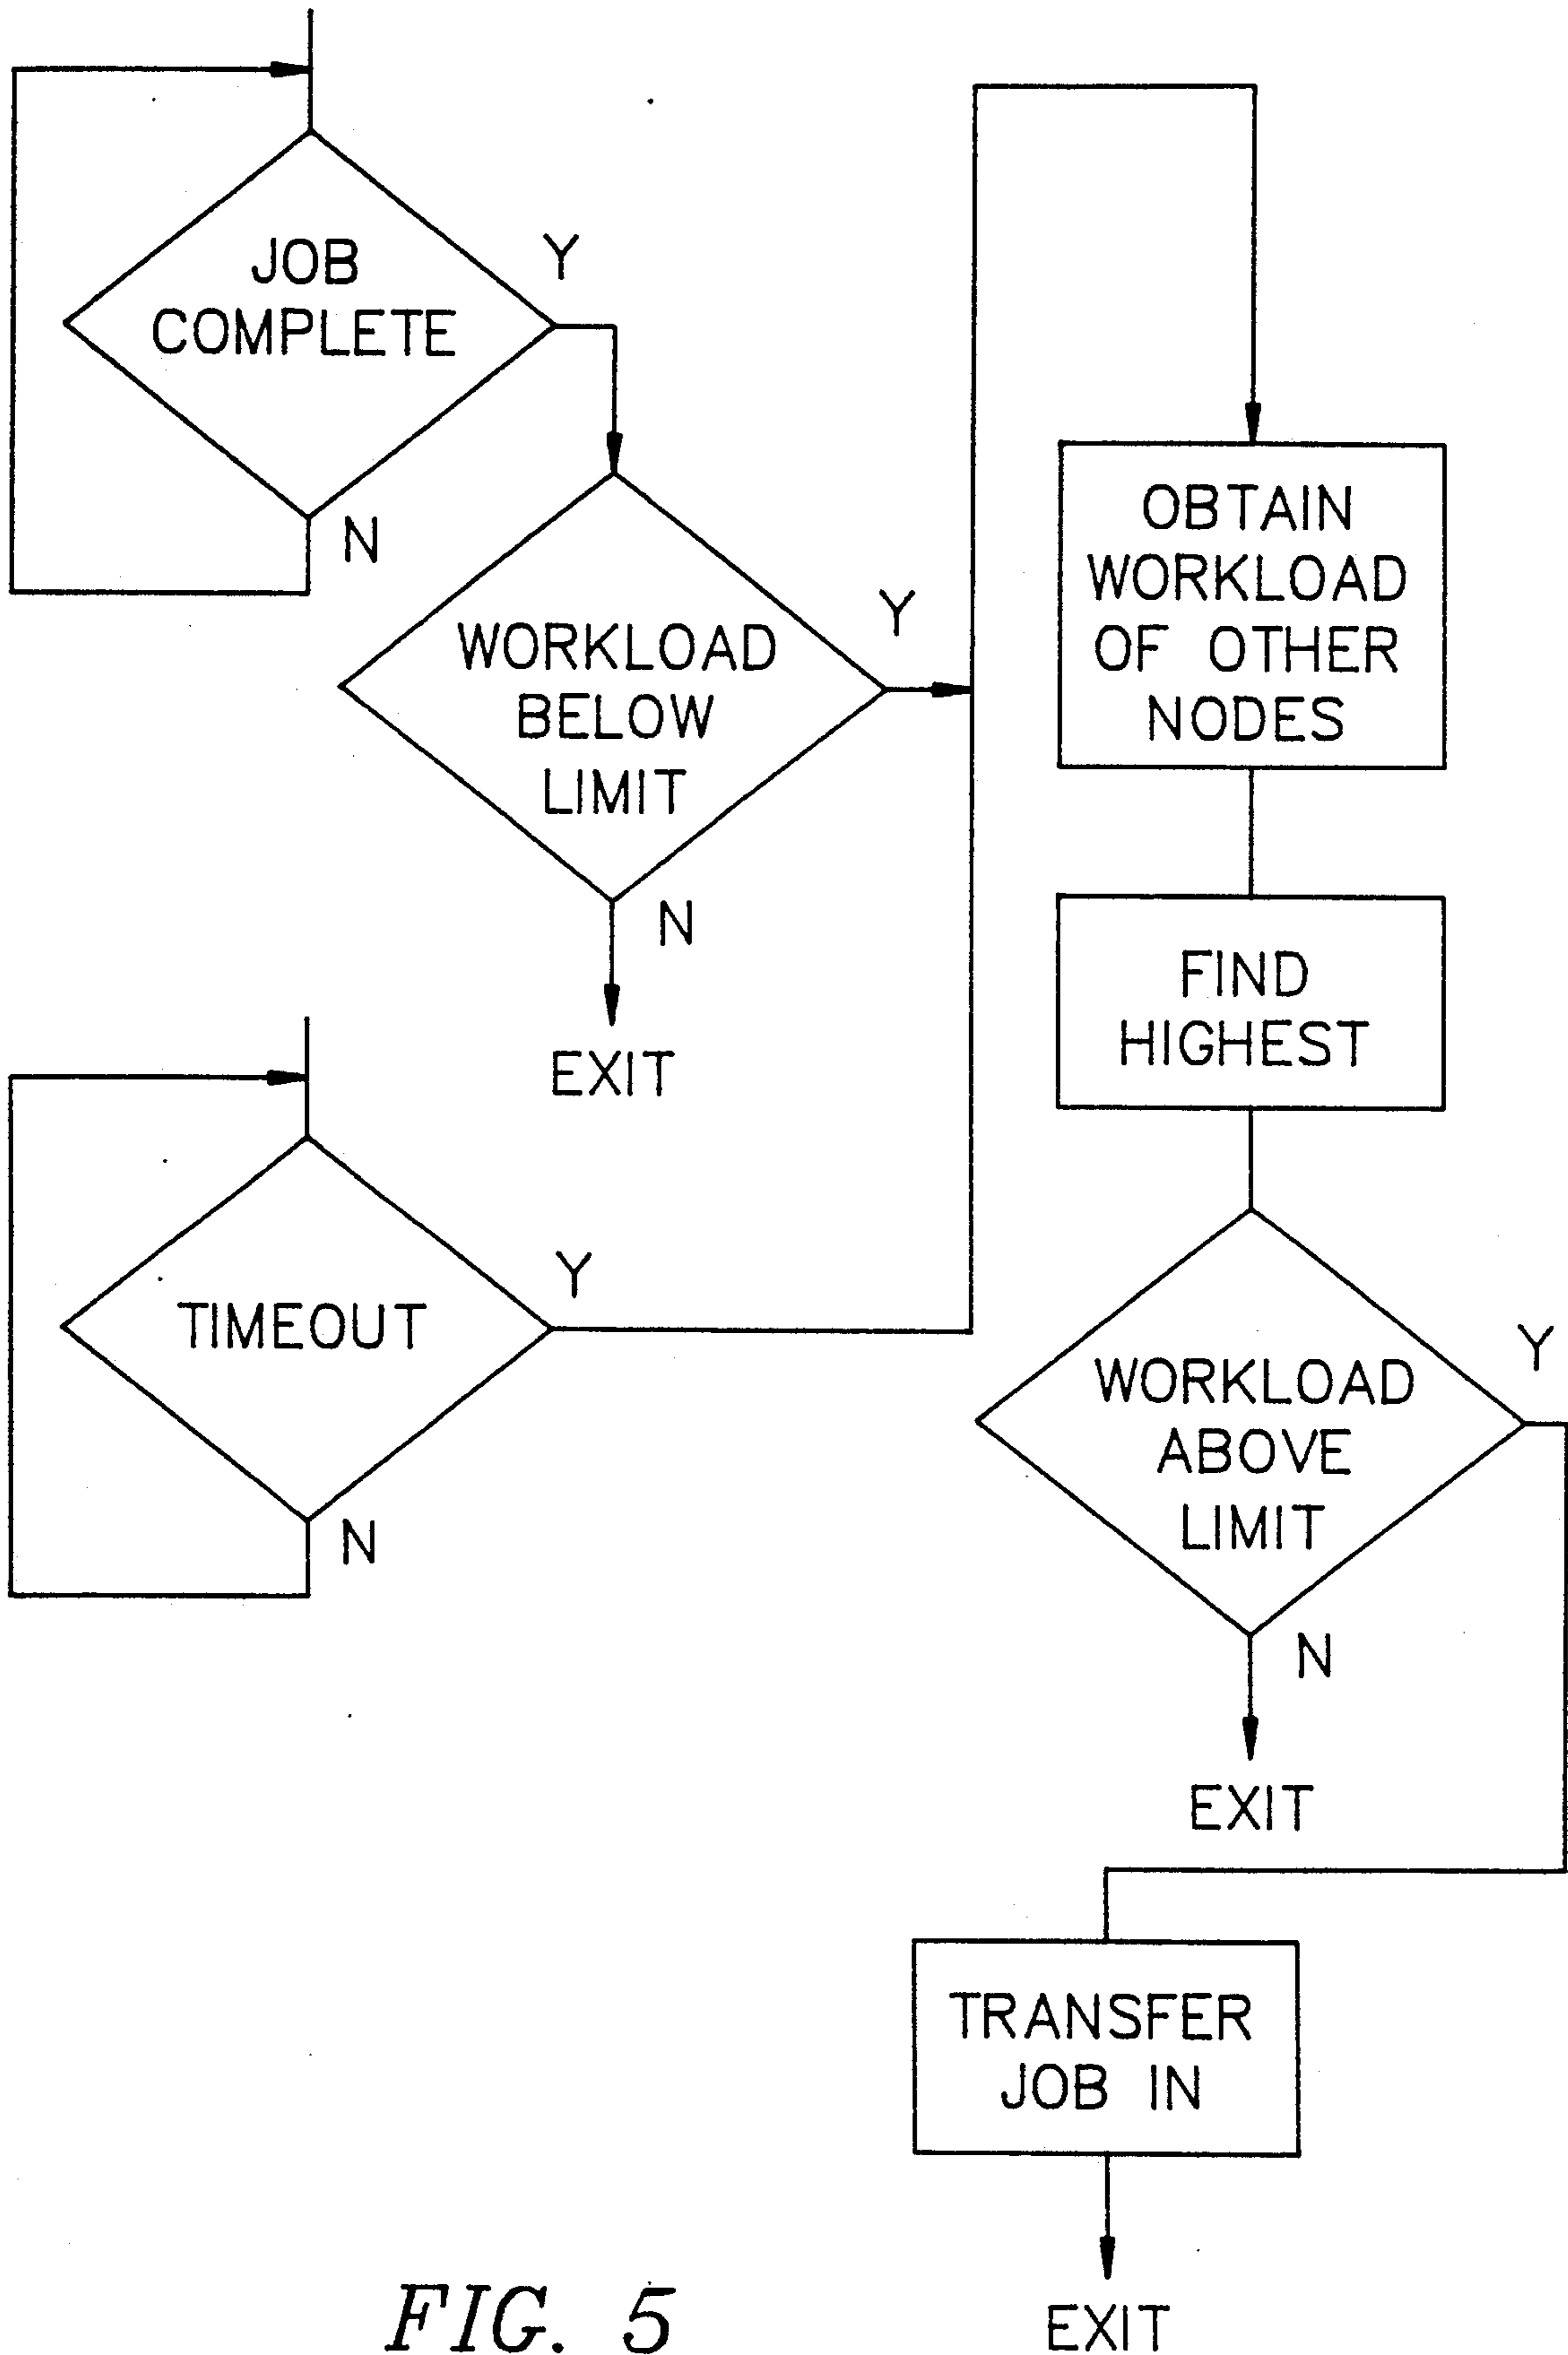 JOB
COMPLETE
Y
N
WORKLOAD
BELOW
LIMIT
Y
N
EXIT
TIMEOUT
Y
N
OBTAIN
WORKLOAD
OF OTHER
NODES
FIND
HIGHEST
WORKLOAD
ABOVE
LIMIT
Y
N
EXIT
TRANSFER
JOB IN
EXIT
FIG. 5